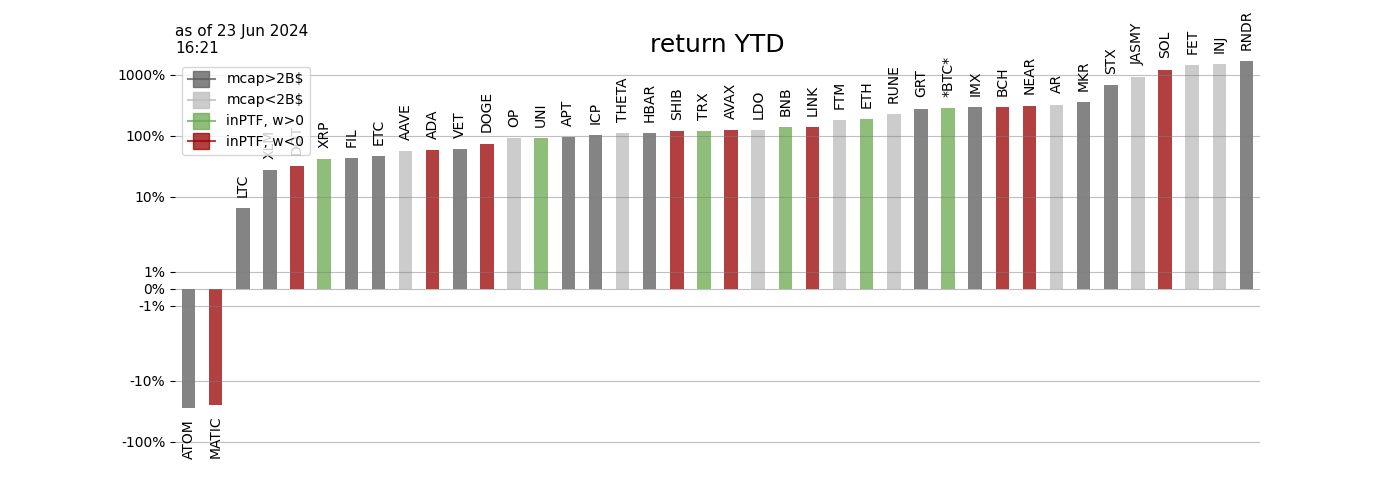 as of 23 Jun 2024
16:21
return YTD
mcap>2B$
mcap<2B$
inPTF, w>0
inPTF, w<0
1000%
100%
10%
1%
0%
-1%
-10%
-100%
ATOM
MATIC
LTC
XLM
DOT
XRP
FIL
ETC
AAVE
ADA
VET
DOGE
OP
UNI
APT
ICP
THETA
HBAR
SHIB
TRX
AVAX
LDO
BNB
LINK
FTM
ETH
RUNE
GRT
*BTC*
IMX
BCH
NEAR
AR
MKR
STX
JASMY
SOL
FET
INJ
RNDR